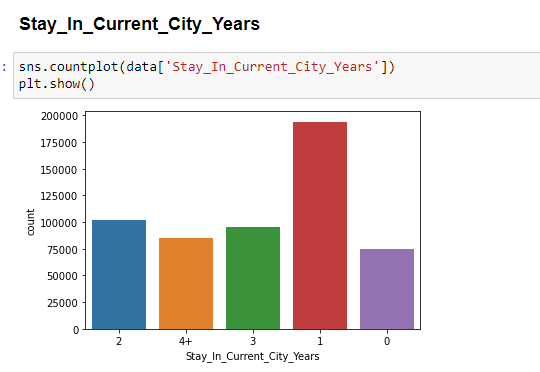 Stay_In_Current_City_Years
: sns.countplot(data['Stay_In_Current_City_Years'])
plt.show()
200000
175000
150000
125000
100000
75000
50000
25000
0
count
2 4+ 3 1 0
Stay_In_Current_City_Years